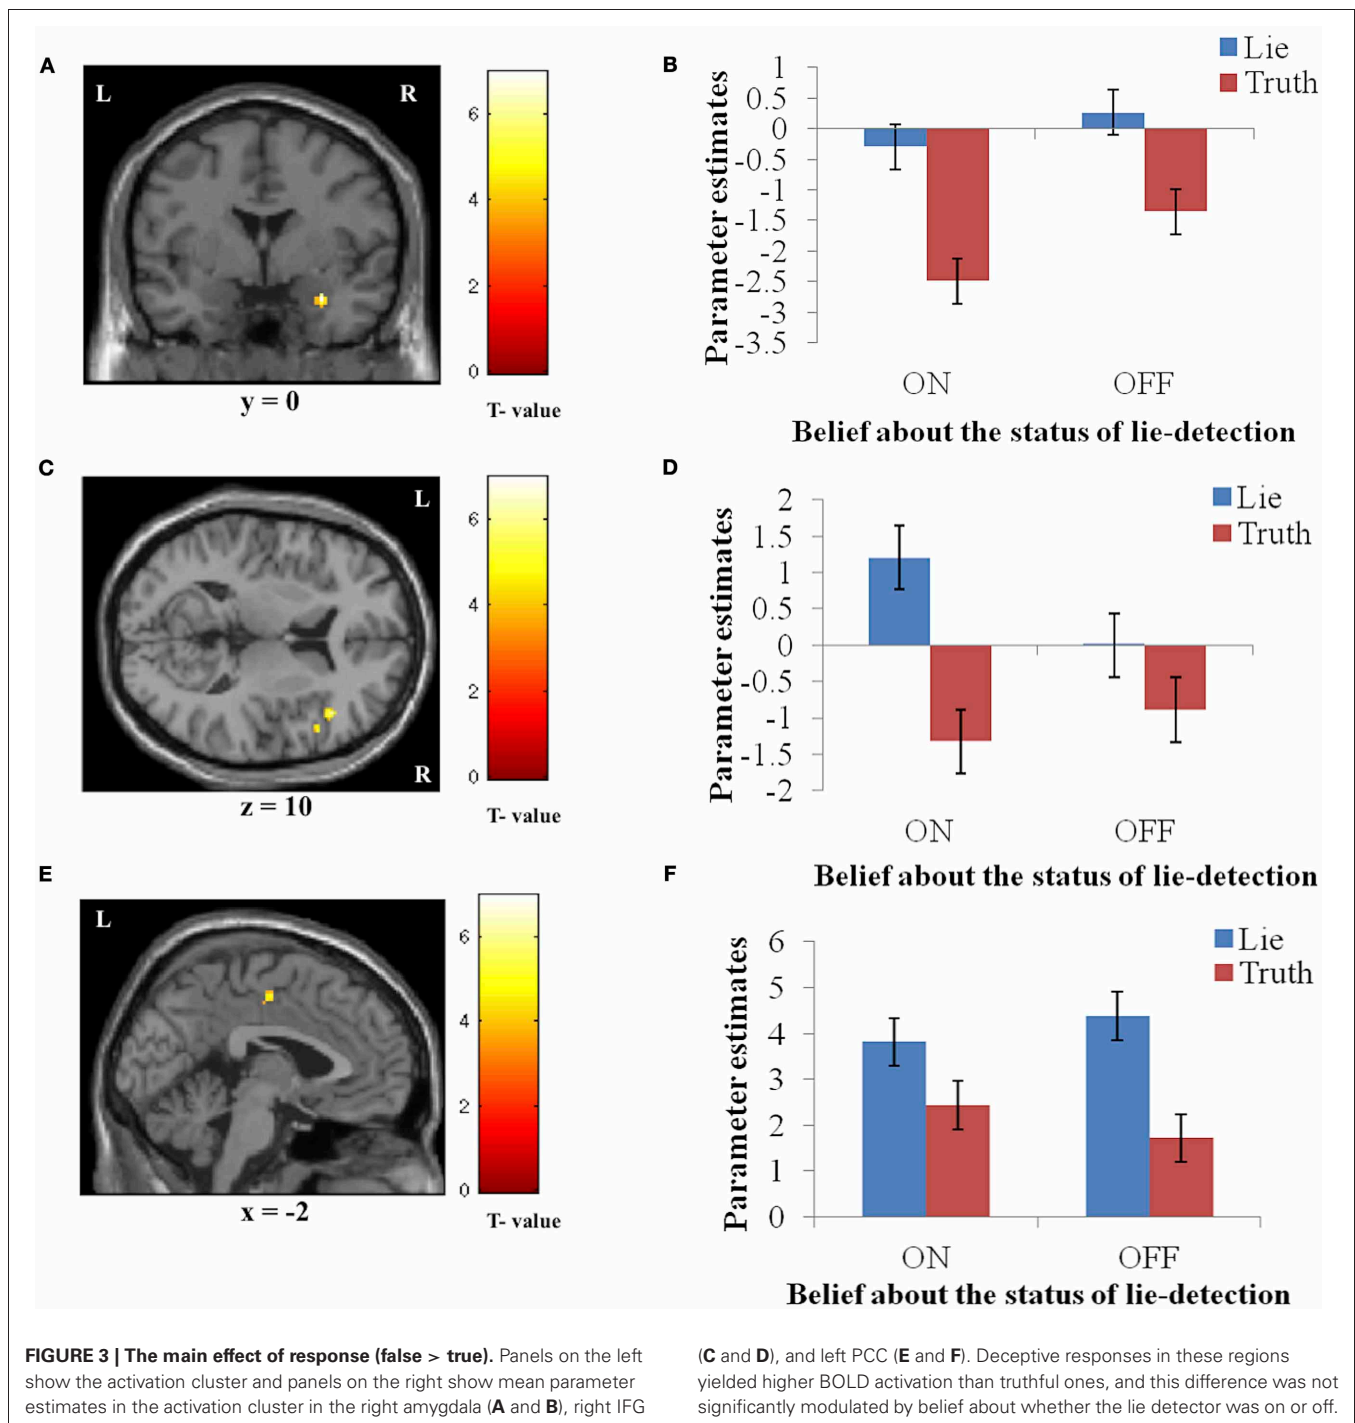 A
L
R
6
4
2
0
y = 0
T- value
B
Lie
Truth
1
0.5
0
-0.5
-1
-1.5
-2
-2.5
-3
-3.5
Parameter estimates
ON
OFF
Belief about the status of lie-detection
C
L
R
6
4
2
0
z = 10
T- value
D
Lie
Truth
2
1.5
1
0.5
0
-0.5
-1
-1.5
-2
Parameter estimates
ON
OFF
Belief about the status of lie-detection
E
L
6
4
2
0
x = -2
T- value
F
Lie
Truth
6
5
4
3
2
1
0
Parameter estimates
ON
OFF
Belief about the status of lie-detection
FIGURE 3 | The main effect of response (false > true). Panels on the left
show the activation cluster and panels on the right show mean parameter
estimates in the activation cluster in the right amygdala (A and B), right IFG
(C and D), and left PCC (E and F). Deceptive responses in these regions
yielded higher BOLD activation than truthful ones, and this difference was not
significantly modulated by belief about whether the lie detector was on or off.